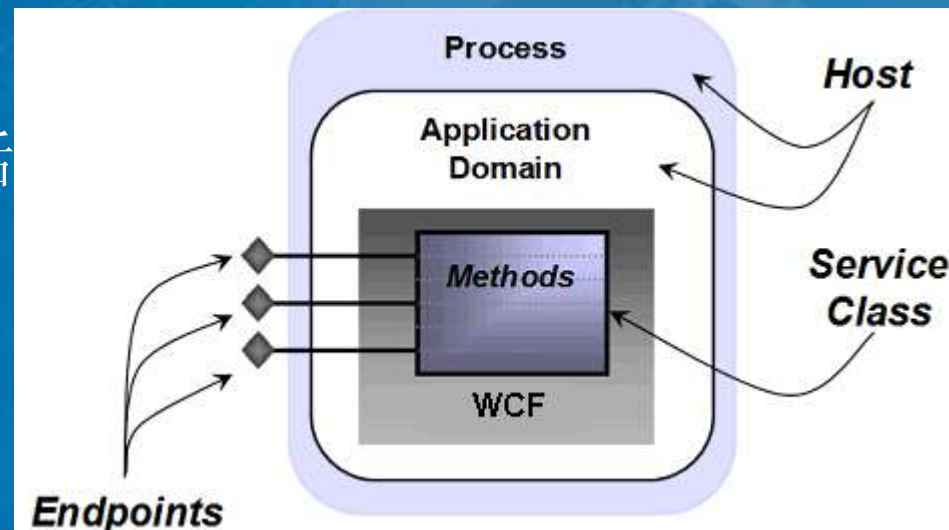 Process
Host
Application
Domain
Methods
Service
Class
WCF
Endpoints